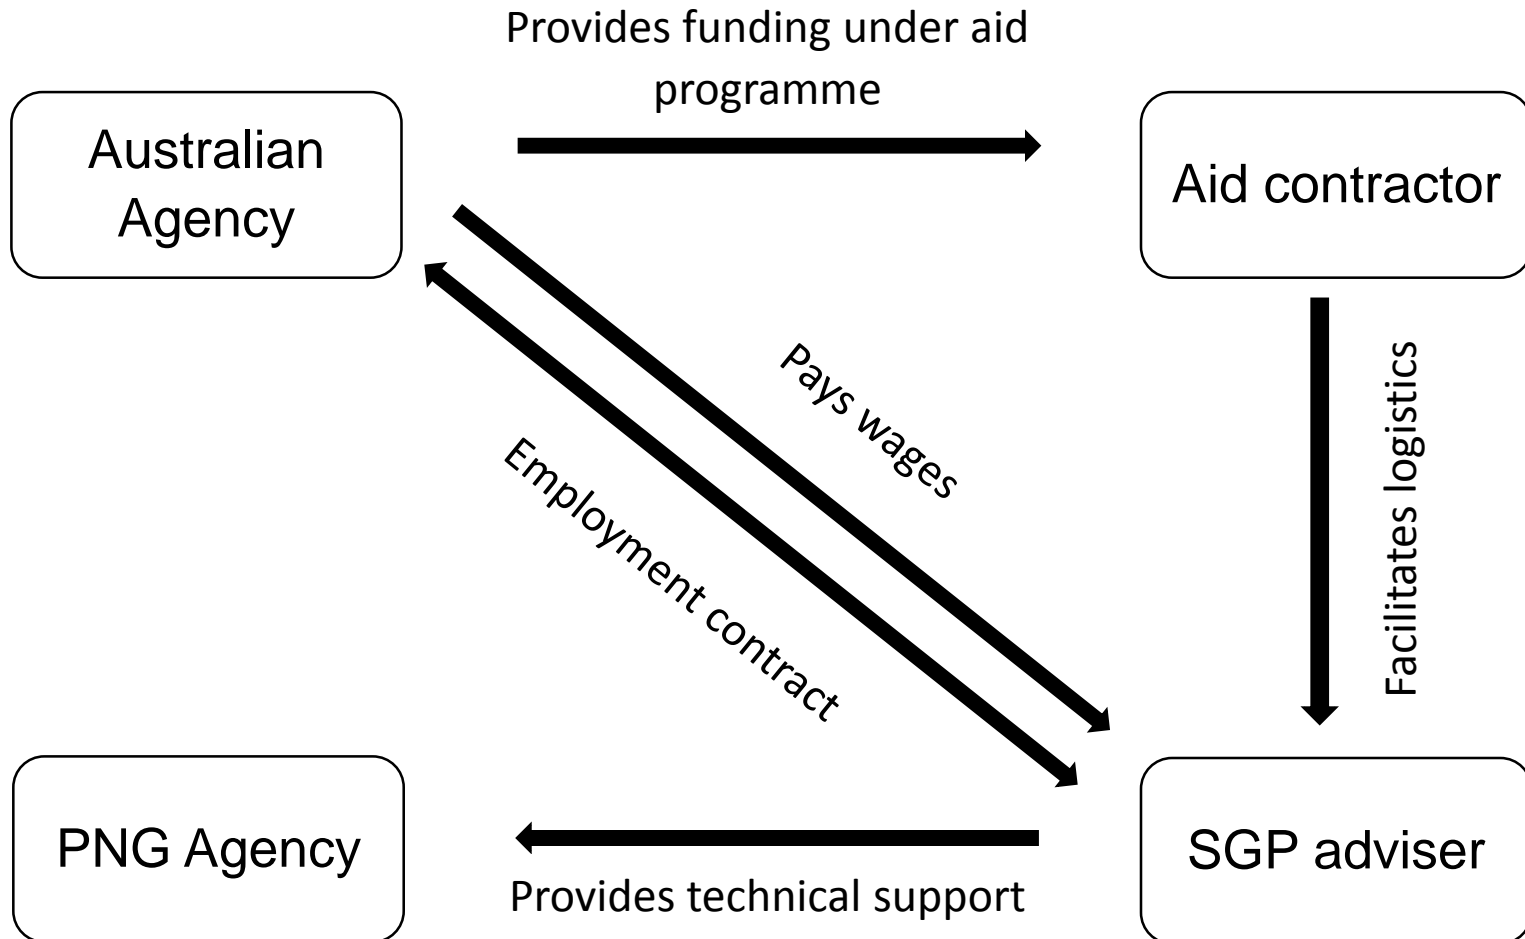 Provides funding under aid
programme
Australian
Agency
Aid contractor
Pays wages
Employment contract
Facilitates logistics
PNG Agency
Provides technical support
SGP adviser